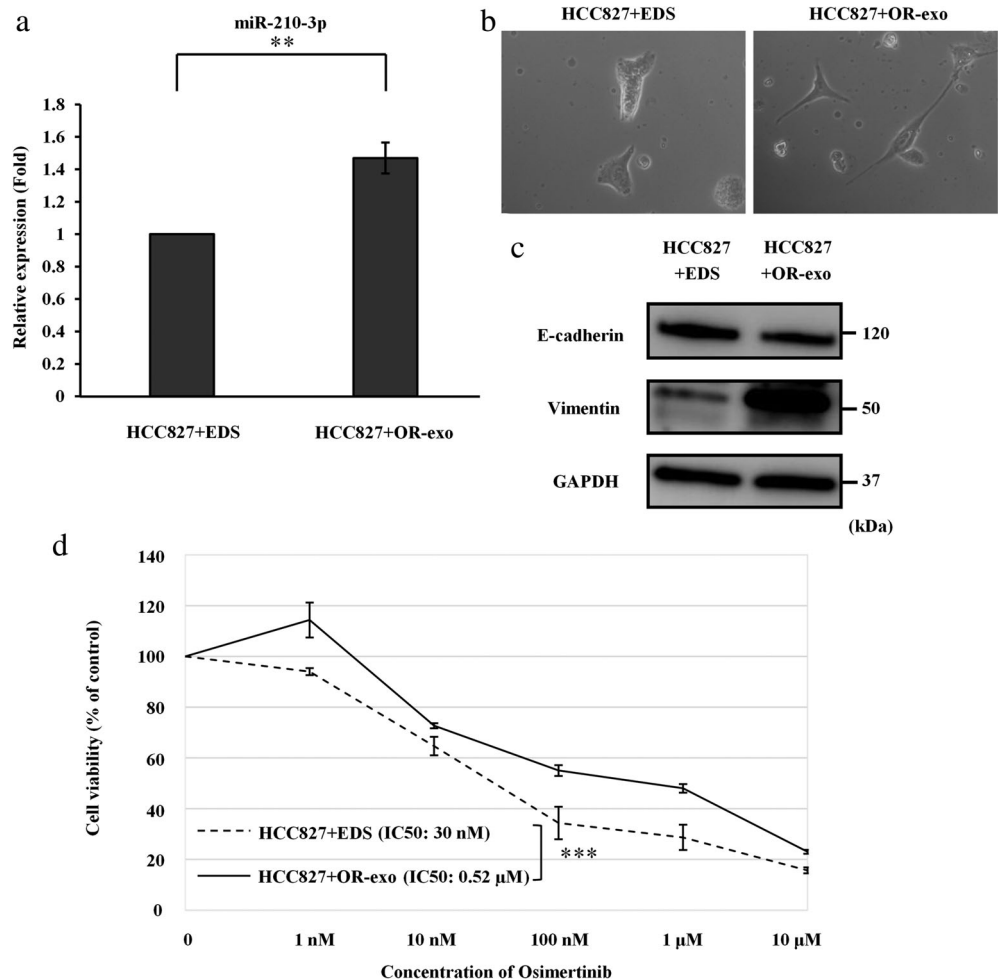 a
miR-210-3p
**
Relative expression (Fold)
1.8
1.6
1.4
1.2
1
0.8
0.6
0.4
0.2
0
HCC827+EDS
HCC827+OR-exo
b
HCC827+EDS
HCC827+OR-exo
c
HCC827
+EDS
HCC827
+OR-exo
E-cadherin
120
Vimentin
50
GAPDH
37
(kDa)
d
Cell viability (% of control)
140
120
100
80
60
40
20
0
HCC827+EDS (IC50: 30 nM)
HCC827+OR-exo (IC50: 0.52 μM)
***
0
1 nM
10 nM
100 nM
1 μM
10 μM
Concentration of Osimertinib